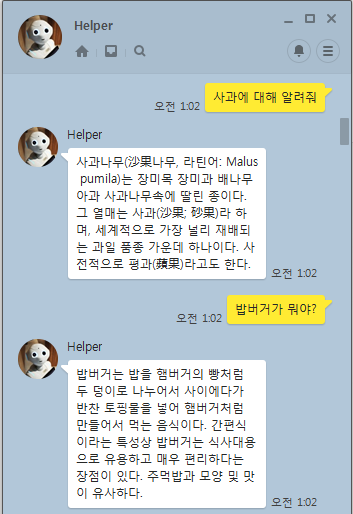 Helper
사과에 대해 알려줘
오전 1:02
Helper
사과나무(沙果나무, 라틴어: Malus
pumila)는 장미목 장미과 배나무
아과 사과나무속에 딸린 종이다.
그 열매는 사과(沙果; 砂果)라 하
며, 세계적으로 가장 널리 재배되
는 과일 품종 가운데 하나이다. 사
전적으로 평과(蘋果)라고도 한다.
오전 1:02
밥버거가 뭐야?
오전 1:02
Helper
밥버거는 밥을 햄버거의 빵처럼
두 덩이로 나누어서 사이에다가
반찬 토핑물을 넣어 햄버거처럼
만들어서 먹는 음식이다. 간편식
이라는 특성상 밥버거는 식사대용
으로 유용하고 매우 편리하다는
장점이 있다. 주먹밥과 모양 및 맛
이 유사하다.
오전 1:02